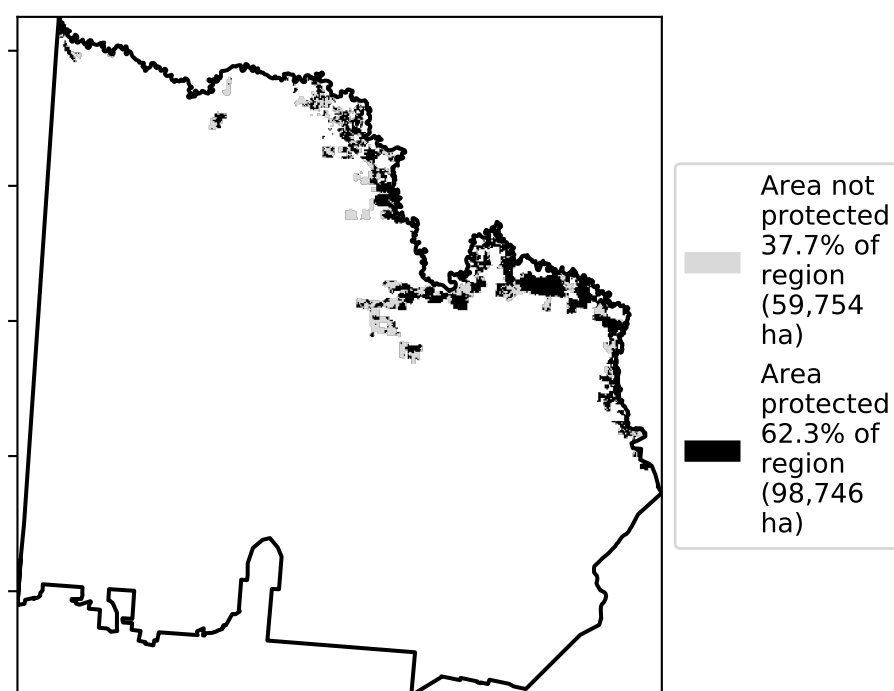 Area not
protected
37.7% of
region
(59,754
ha)
Area
protected
62.3% of
region
(98,746
ha)